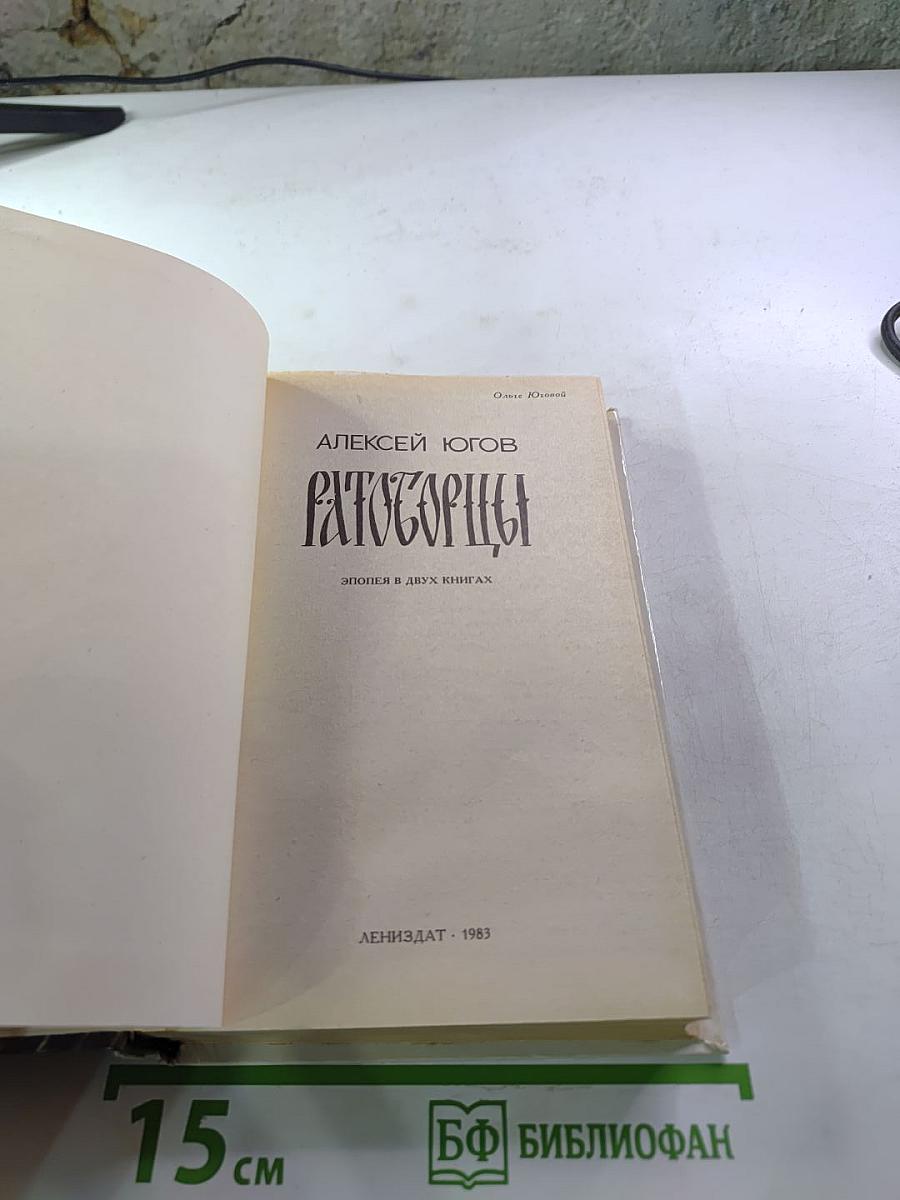 Ольге Юговой
АЛЕКСЕЙ ЮГОВ
РАТОБОРЦЫ
ЭПОПЕЯ В ДВУХ КНИГАХ
ЛЕНИЗДАТ · 1983
15 СМ
БФ БИБЛИОФАН